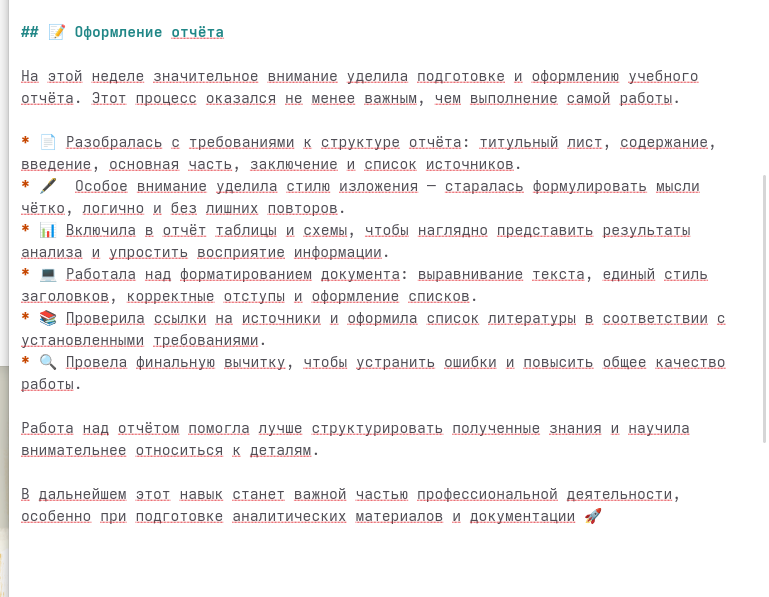 ## 📝 Оформление отчёта
На этой неделе значительное внимание уделила подготовке и оформлению учебного
отчёта. Этот процесс оказался не менее важным, чем выполнение самой работы.
* 📄 Разобралась с требованиями к структуре отчёта: титульный лист, содержание,
введение, основная часть, заключение и список источников.
* 🖋️ Особое внимание уделила стилю изложения — старалась формулировать мысли
чётко, логично и без лишних повторов.
* 📊 Включила в отчёт таблицы и схемы, чтобы наглядно представить результаты
анализа и упростить восприятие информации.
* 💻 Работала над форматированием документа: выравнивание текста, единый стиль
заголовков, корректные отступы и оформление списков.
* 📚 Проверила ссылки на источники и оформила список литературы в соответствии с
установленными требованиями.
* 🔍 Провела финальную вычитку, чтобы устранить ошибки и повысить общее качество
работы.
Работа над отчётом помогла лучше структурировать полученные знания и научила
внимательнее относиться к деталям.
В дальнейшем этот навык станет важной частью профессиональной деятельности,
особенно при подготовке аналитических материалов и документации 🚀